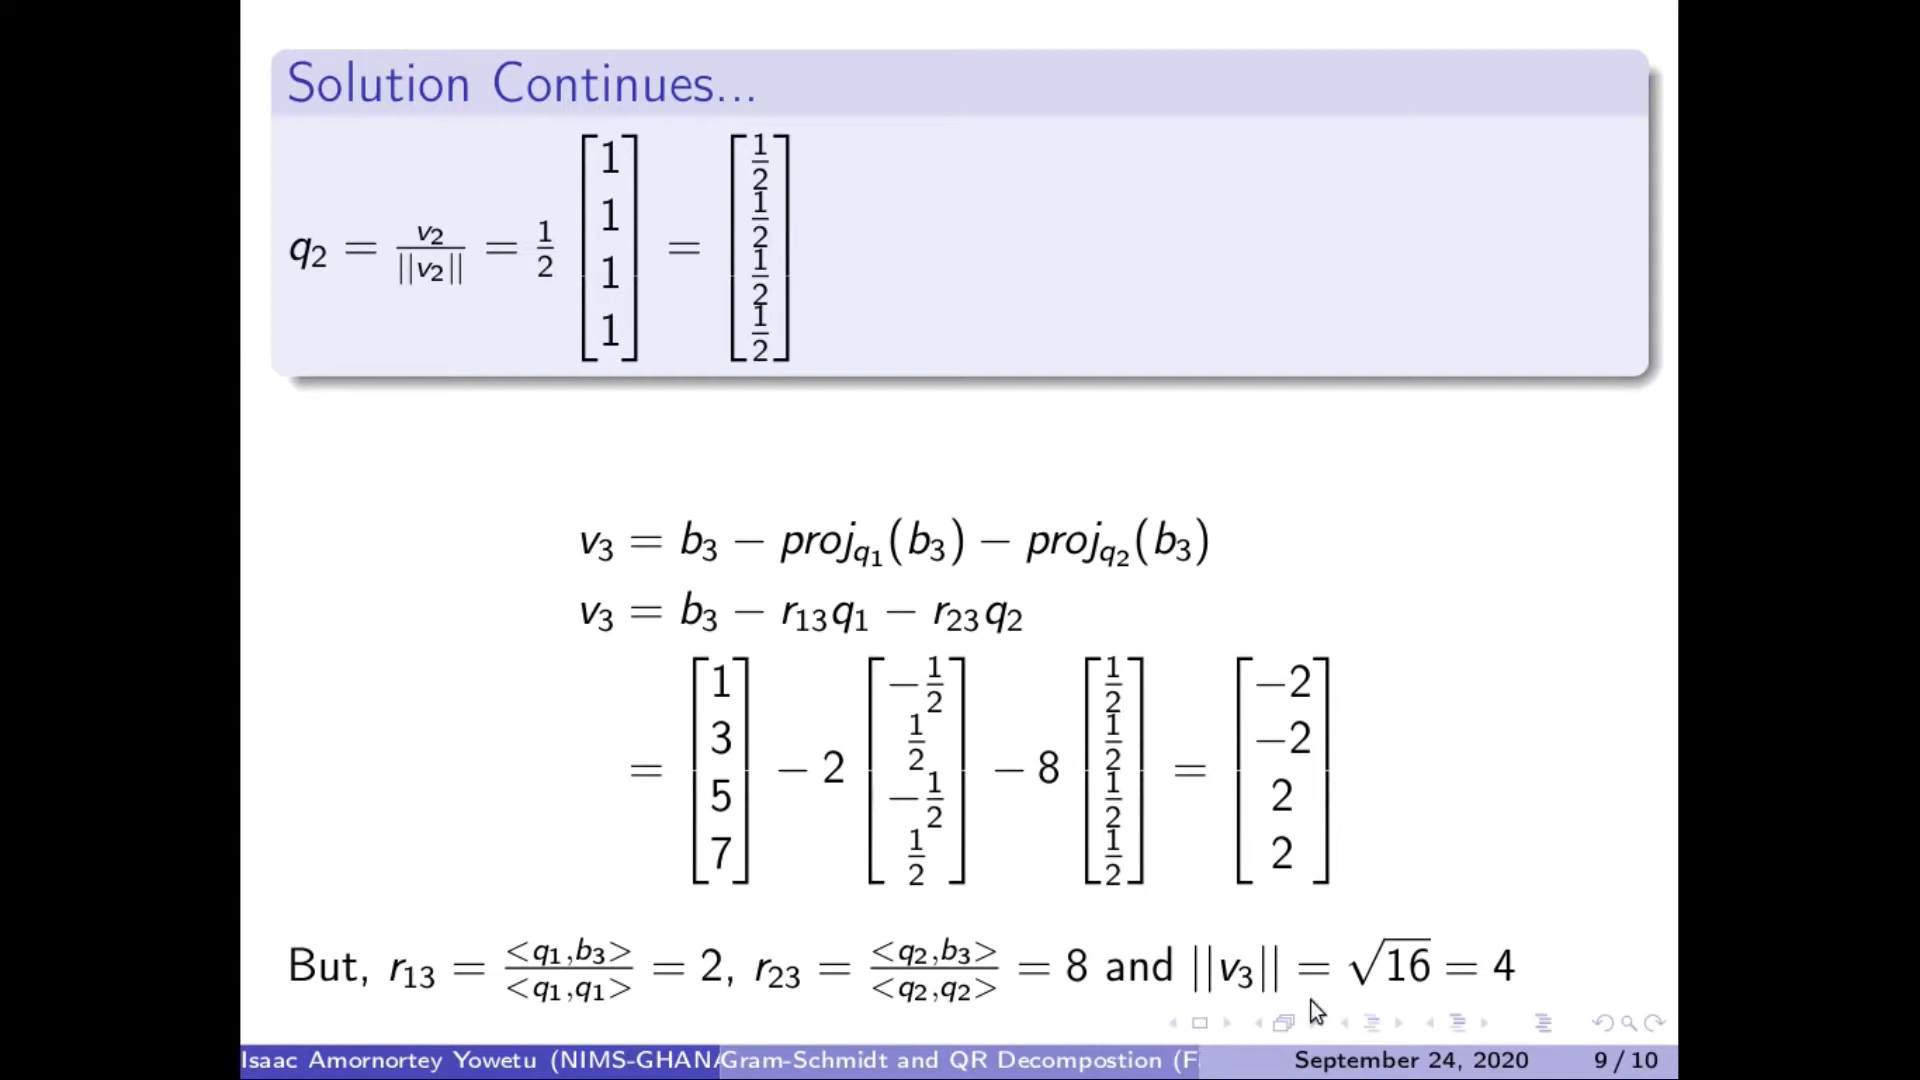 Solution Continues...
q₂ = v₂/||v₂|| = 1/2 [1 1 1 1] = [1/2 1/2 1/2 1/2]
v₃ = b₃ − proj_q₁(b₃) − proj_q₂(b₃)
v₃ = b₃ − r₁₃q₁ − r₂₃q₂
= [1 3 5 7] − 2 [−1/2 1/2 −1/2 1/2] − 8 [1/2 1/2 1/2 1/2] = [−2 −2 2 2]
But, r₁₃ = <q₁,b₃>/<q₁,q₁> = 2, r₂₃ = <q₂,b₃>/<q₂,q₂> = 8 and ||v₃|| = √16 = 4
Isaac Amornortey Yowetu (NIMS-GHANA Gram-Schmidt and QR Decompostion (F September 24, 2020 9 / 10